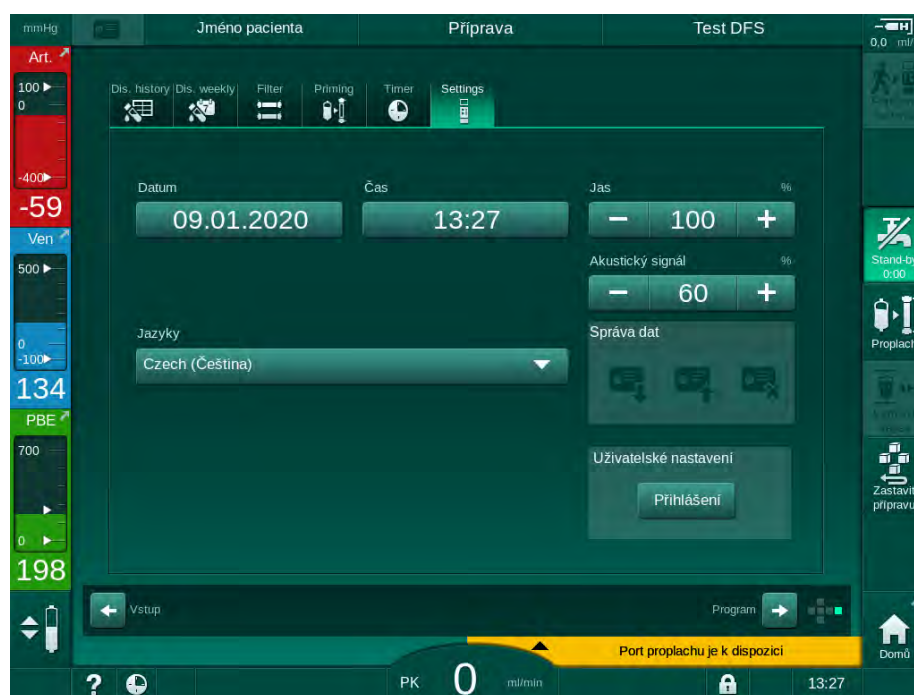 mmHg
Jméno pacienta
Příprava
Test DFS
0,0 ml/
Art.
100
0
-400
-59
Ven
500
0
-100
134
PBE
700
0
198
Dis. history
Dis. weekly
Filter
Priming
Timer
Settings
Datum
09.01.2020
Čas
13:27
Jas
%
− 100 +
Akustický signál
%
− 60 +
Jazyky
Czech (Čeština)
Správa dat
Uživatelské nastavení
Přihlášení
Stand-by
0:00
Proplach
Zastavit
přípravu
Vstup
Program
Port proplachu je k dispozici
Domů
?
PK
0
ml/min
13:27